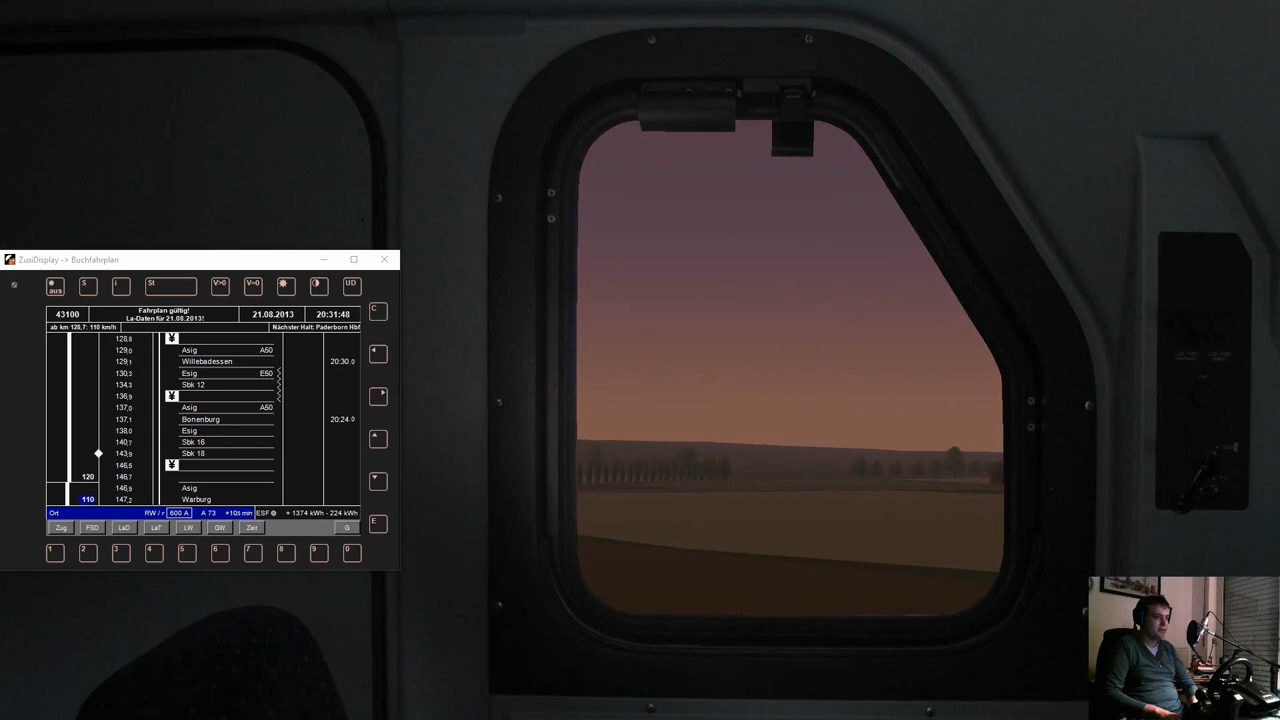 ZusiDisplay -> Buchfahrplan
aus S i St V>0 V=0 UD
C
43100 Fahrplan gültig! 21.08.2013 20:31:48
La-Daten für 21.08.2013!
ab km 128,7; 110 km/h Nächster Halt: Paderborn Hbf
128,8 ¥
129,0 Asig A50
129,1 Willebadessen 20:30.0
130,3 Esig E50
134,3 Sbk 12
136,9 ¥
137,0 Asig A50
137,1 Bonenburg 20:24.0
138,0 Esig
140,7 Sbk 16
143,9 Sbk 18
146,5 ¥
120 146,7
146,9 Asig
110 147,2 Warburg
Ort RW / r 600 A A 73 +10s min ESF + 1374 kWh - 224 kWh
Zug FSD LaD LaT LW GW Zeit G
E
1 2 3 4 5 6 7 8 9 0